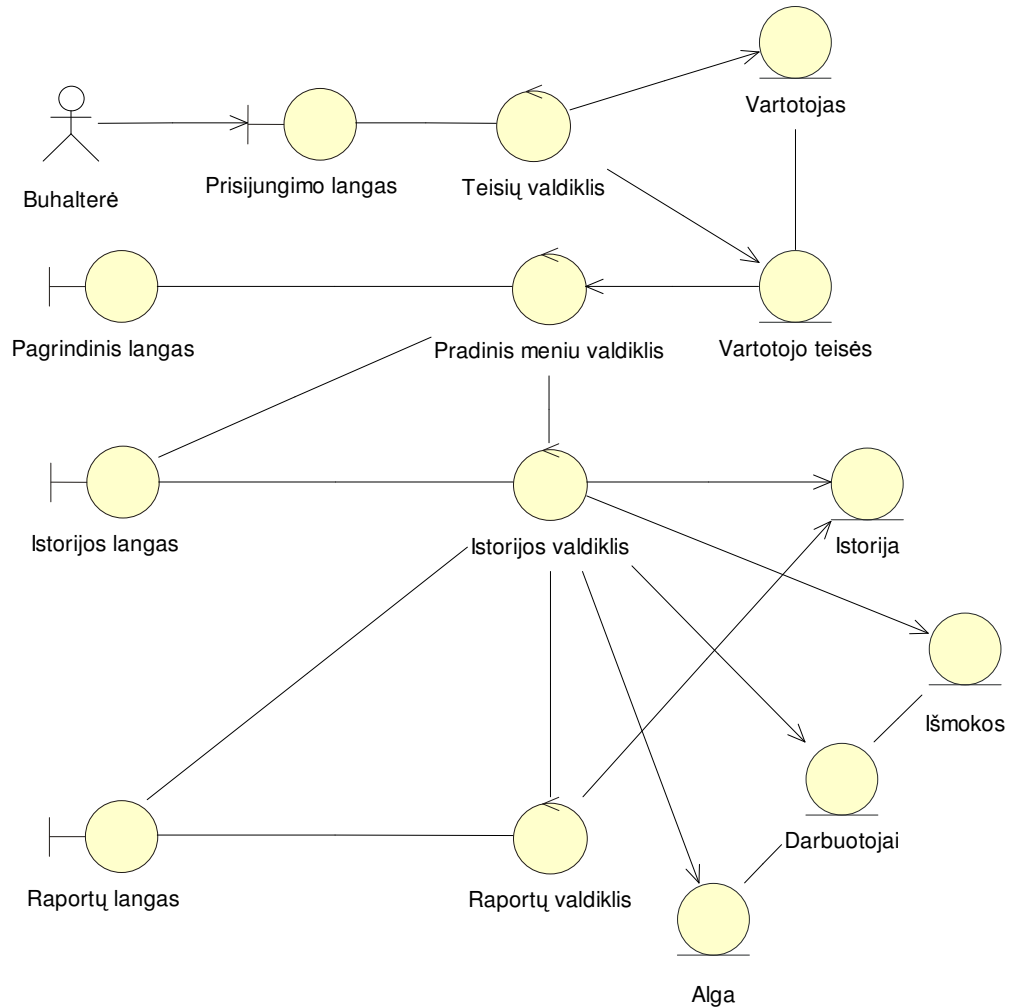 Vartotojas
Buhalterė
Prisijungimo langas
Teisių valdiklis
Pagrindinis langas
Pradinis meniu valdiklis
Vartotojo teisės
Istorijos langas
Istorijos valdiklis
Istorija
Išmokos
Darbuotojai
Raportų langas
Raportų valdiklis
Alga